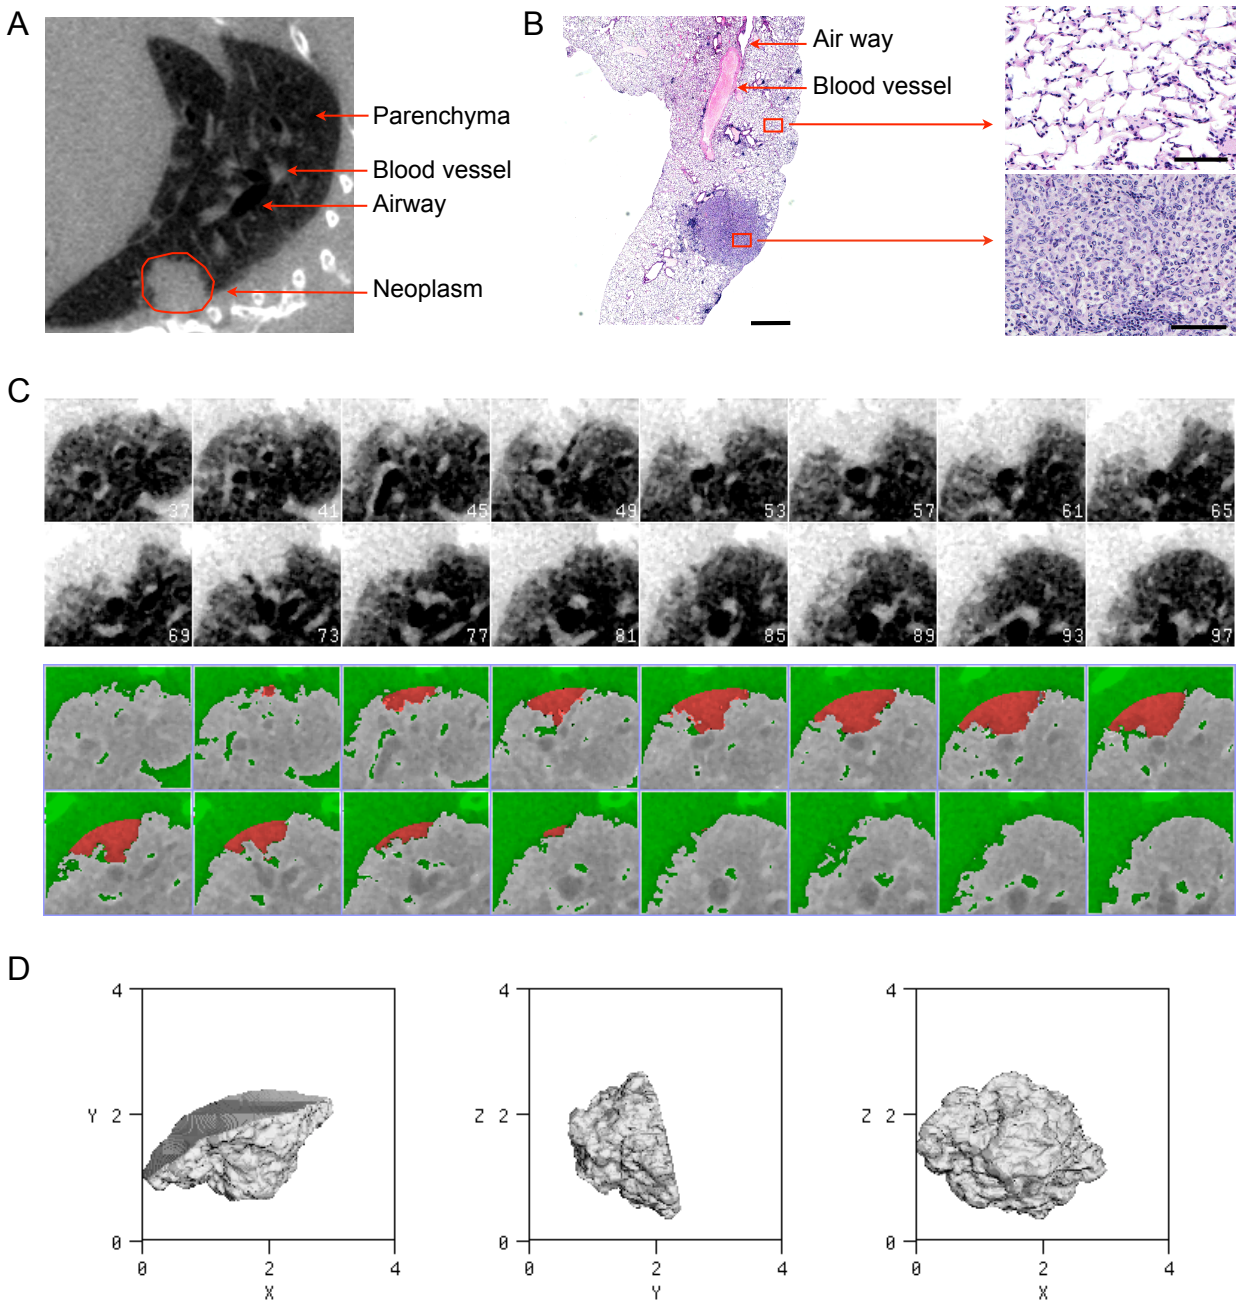 A
Parenchyma
Blood vessel
Airway
Neoplasm
B
Air way
Blood vessel
C
37 41 45 49 53 57 61 65
69 73 77 81 85 89 93 97
D
4
Y 2
0
0 2 4
X
4
Z 2
0
0 2 4
Y
4
Z 2
0
0 2 4
X